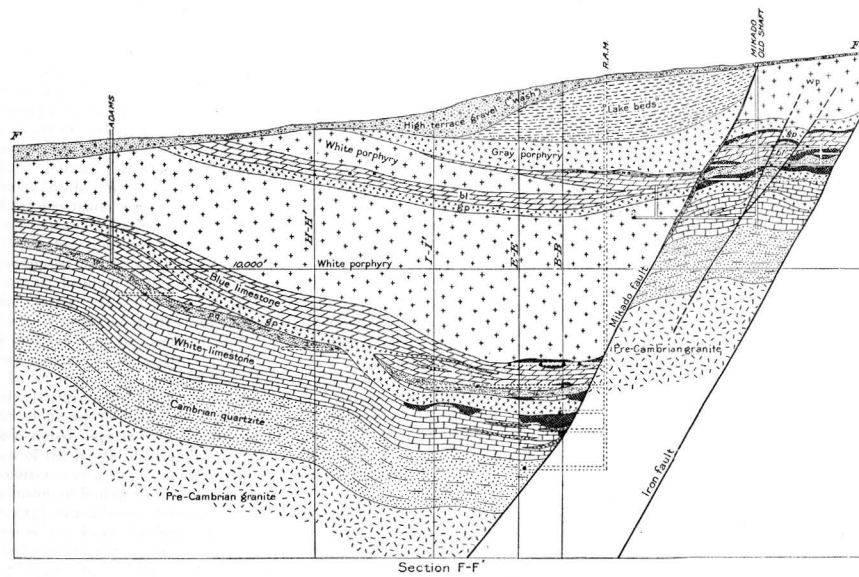 MIKADO
OLD SHAFT
R.A.M.
F'
ADAMS
F
High-terrace gravel ("wash")
Lake beds
wp
White porphyry
Gray porphyry
gp
bl
gp
H-H'
I-I'
E-E'
B-B'
10,000'
White porphyry
Mikado fault
Blue limestone
pq
gp
White limestone
Pre-Cambrian granite
Cambrian quartzite
Pre-Cambrian granite
Iron fault
Section F-F'